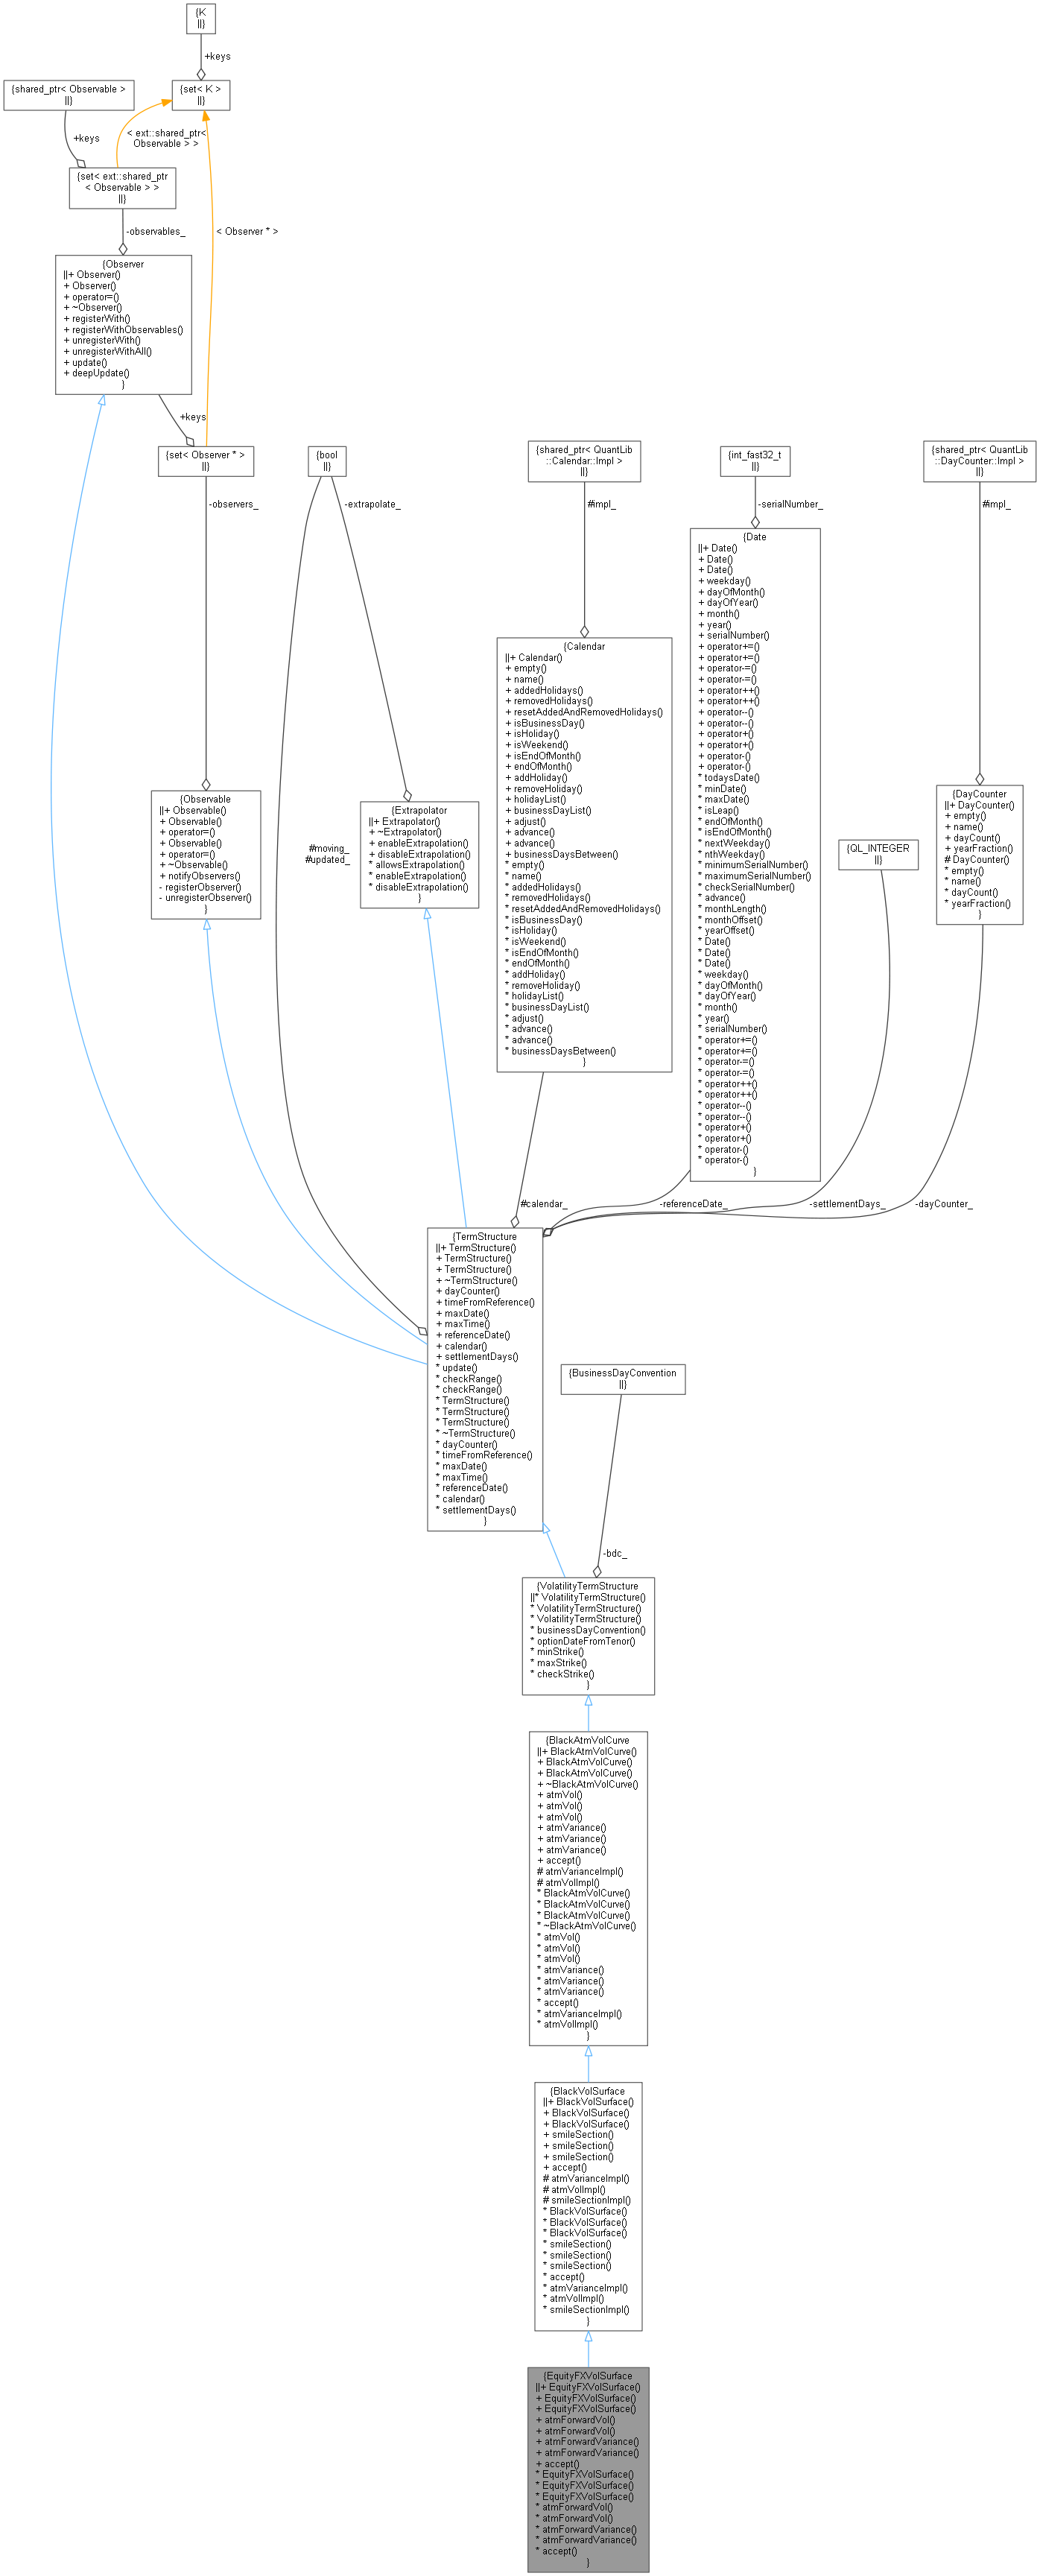 {K
||}
+keys
{shared_ptr< Observable >
||}
{set< K >
||}
+keys
< ext::shared_ptr<
Observable > >
{set< ext::shared_ptr
< Observable > >
||}
-observables_
< Observer * >
{Observer
||+ Observer()
+ Observer()
+ operator=()
+ ~Observer()
+ registerWith()
+ registerWithObservables()
+ unregisterWith()
+ unregisterWithAll()
+ update()
+ deepUpdate()
}
+keys
{set< Observer * >
||}
{bool
||}
{shared_ptr< QuantLib
::Calendar::Impl >
||}
{int_fast32_t
||}
{shared_ptr< QuantLib
::DayCounter::Impl >
||}
-observers_
-extrapolate_
#impl_
-serialNumber_
#impl_
{Date
||+ Date()
+ Date()
+ Date()
+ weekday()
+ dayOfMonth()
+ dayOfYear()
+ month()
+ year()
+ serialNumber()
+ operator+=()
+ operator+=()
+ operator-=()
+ operator-=()
+ operator++()
+ operator++()
+ operator--()
+ operator--()
+ operator+()
+ operator+()
+ operator-()
+ operator-()
* todaysDate()
* minDate()
* maxDate()
* isLeap()
* endOfMonth()
* isEndOfMonth()
* nextWeekday()
* nthWeekday()
* minimumSerialNumber()
* maximumSerialNumber()
* checkSerialNumber()
* advance()
* monthLength()
* monthOffset()
* yearOffset()
* Date()
* Date()
* Date()
* weekday()
* dayOfMonth()
* dayOfYear()
* month()
* year()
* serialNumber()
* operator+=()
* operator+=()
* operator-=()
* operator-=()
* operator++()
* operator++()
* operator--()
* operator--()
* operator+()
* operator+()
* operator-()
* operator-()
}
{Calendar
||+ Calendar()
+ empty()
+ name()
+ addedHolidays()
+ removedHolidays()
+ resetAddedAndRemovedHolidays()
+ isBusinessDay()
+ isHoliday()
+ isWeekend()
+ isEndOfMonth()
+ endOfMonth()
+ addHoliday()
+ removeHoliday()
+ holidayList()
+ businessDayList()
+ adjust()
+ advance()
+ advance()
+ businessDaysBetween()
* empty()
* name()
* addedHolidays()
* removedHolidays()
* resetAddedAndRemovedHolidays()
* isBusinessDay()
* isHoliday()
* isWeekend()
* isEndOfMonth()
* endOfMonth()
* addHoliday()
* removeHoliday()
* holidayList()
* businessDayList()
* adjust()
* advance()
* advance()
* businessDaysBetween()
}
{DayCounter
||+ DayCounter()
+ empty()
+ name()
+ dayCount()
+ yearFraction()
# DayCounter()
* empty()
* name()
* dayCount()
* yearFraction()
}
{Observable
||+ Observable()
+ Observable()
+ operator=()
+ Observable()
+ operator=()
+ ~Observable()
+ notifyObservers()
- registerObserver()
- unregisterObserver()
}
{Extrapolator
||+ Extrapolator()
+ ~Extrapolator()
+ enableExtrapolation()
+ disableExtrapolation()
* allowsExtrapolation()
* enableExtrapolation()
* disableExtrapolation()
}
#moving_
#updated_
{QL_INTEGER
||}
#calendar_
-referenceDate_
-settlementDays_
-dayCounter_
{TermStructure
||+ TermStructure()
+ TermStructure()
+ TermStructure()
+ ~TermStructure()
+ dayCounter()
+ timeFromReference()
+ maxDate()
+ maxTime()
+ referenceDate()
+ calendar()
+ settlementDays()
* update()
* checkRange()
* checkRange()
* TermStructure()
* TermStructure()
* TermStructure()
* ~TermStructure()
* dayCounter()
* timeFromReference()
* maxDate()
* maxTime()
* referenceDate()
* calendar()
* settlementDays()
}
{BusinessDayConvention
||}
-bdc_
{VolatilityTermStructure
||* VolatilityTermStructure()
* VolatilityTermStructure()
* VolatilityTermStructure()
* businessDayConvention()
* optionDateFromTenor()
* minStrike()
* maxStrike()
* checkStrike()
}
{BlackAtmVolCurve
||+ BlackAtmVolCurve()
+ BlackAtmVolCurve()
+ BlackAtmVolCurve()
+ ~BlackAtmVolCurve()
+ atmVol()
+ atmVol()
+ atmVol()
+ atmVariance()
+ atmVariance()
+ atmVariance()
+ accept()
# atmVarianceImpl()
# atmVolImpl()
* BlackAtmVolCurve()
* BlackAtmVolCurve()
* BlackAtmVolCurve()
* ~BlackAtmVolCurve()
* atmVol()
* atmVol()
* atmVol()
* atmVariance()
* atmVariance()
* atmVariance()
* accept()
* atmVarianceImpl()
* atmVolImpl()
}
{BlackVolSurface
||+ BlackVolSurface()
+ BlackVolSurface()
+ BlackVolSurface()
+ smileSection()
+ smileSection()
+ smileSection()
+ accept()
# atmVarianceImpl()
# atmVolImpl()
# smileSectionImpl()
* BlackVolSurface()
* BlackVolSurface()
* BlackVolSurface()
* smileSection()
* smileSection()
* smileSection()
* accept()
* atmVarianceImpl()
* atmVolImpl()
* smileSectionImpl()
}
{EquityFXVolSurface
||+ EquityFXVolSurface()
+ EquityFXVolSurface()
+ EquityFXVolSurface()
+ atmForwardVol()
+ atmForwardVol()
+ atmForwardVariance()
+ atmForwardVariance()
+ accept()
* EquityFXVolSurface()
* EquityFXVolSurface()
* EquityFXVolSurface()
* atmForwardVol()
* atmForwardVol()
* atmForwardVariance()
* atmForwardVariance()
* accept()
}